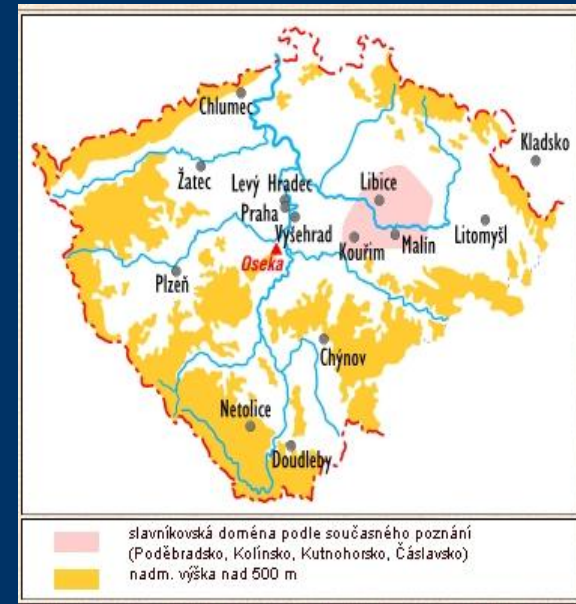 Chlumec
Kladsko
Žatec
Levý Hradec
Libice
Praha
Vyšehrad
Litomyšl
Malin
Kouřim
Oseka
Plzeň
Chýnov
Netolice
Doudleby
slavníkovská doména podle současného poznání
(Poděbradsko, Kolínsko, Kutnohorsko, Čáslavsko)
nadm. výška nad 500 m